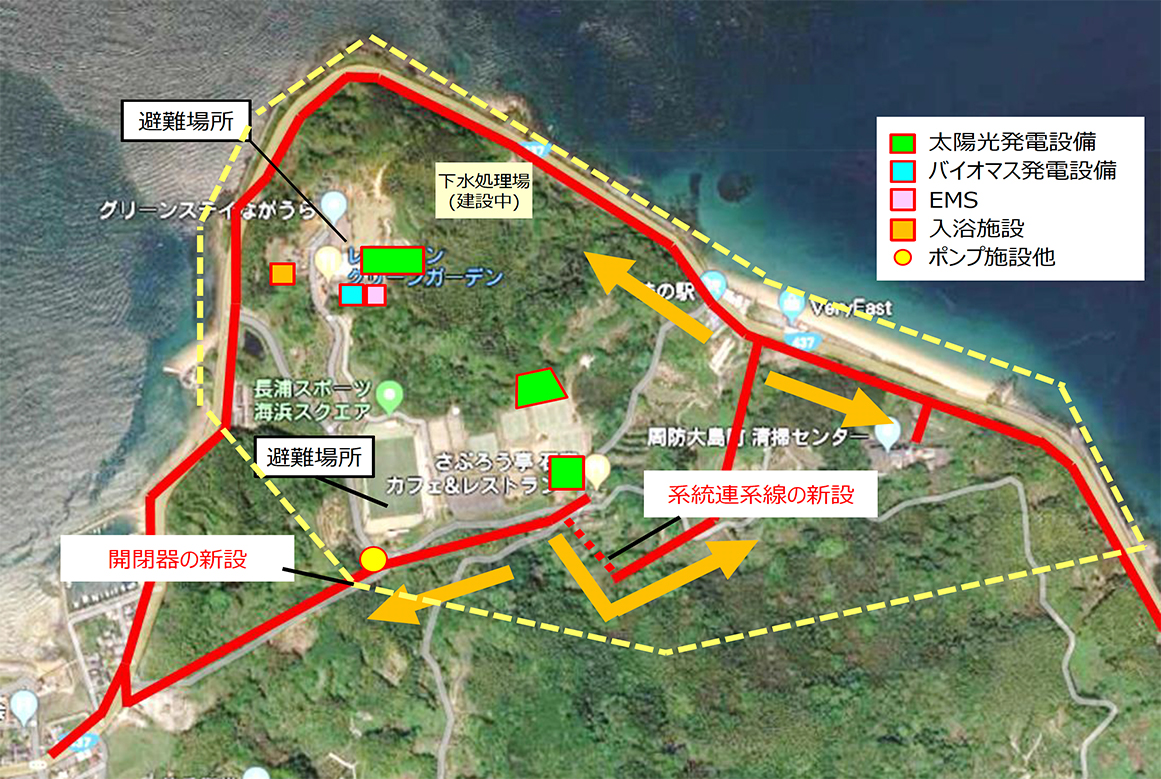 避難場所
437
下水処理場
(建設中)
太陽光発電設備
バイオマス発電設備
EMS
入浴施設
ポンプ施設他
グリーンステイながうら
グリーンガーデン
の駅
VeryEast
437
長浦スポーツ
海浜スクエア
周防大島町 清掃センター
避難場所
さぶろう亭
カフェ&レストラン
系統連系線の新設
開閉器の新設
437